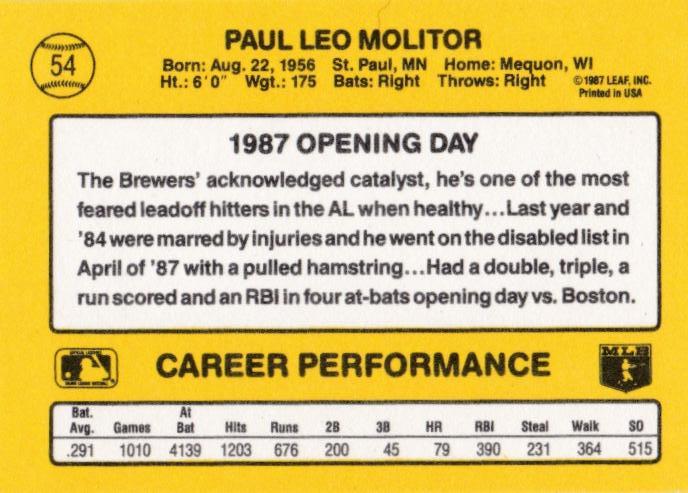 54
PAUL LEO MOLITOR
Born: Aug. 22, 1956 St. Paul, MN Home: Mequon, WI
Ht.: 6'0" Wgt.: 175 Bats: Right Throws: Right
©1987 LEAF, INC.
Printed in USA
1987 OPENING DAY
The Brewers' acknowledged catalyst, he's one of the most
feared leadoff hitters in the AL when healthy...Last year and
'84 were marred by injuries and he went on the disabled list in
April of '87 with a pulled hamstring...Had a double, triple, a
run scored and an RBI in four at-bats opening day vs. Boston.
CAREER PERFORMANCE
MLB
Bat. Avg. Games At Bat Hits Runs 2B 3B HR RBI Steal Walk SO
.291 1010 4139 1203 676 200 45 79 390 231 364 515